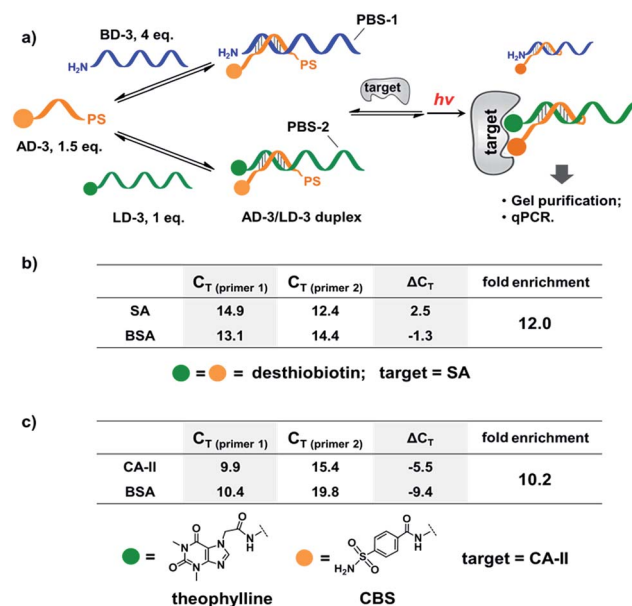 a)
BD-3, 4 eq.
H₂N
PBS-1
H₂N
PS
H₂N
AD-3, 1.5 eq.
PS
target
hν
target
PBS-2
PS
LD-3, 1 eq.
AD-3/LD-3 duplex
• Gel purification;
• qPCR.
b)
C_T (primer 1) C_T (primer 2) ΔC_T fold enrichment
SA 14.9 12.4 2.5 12.0
BSA 13.1 14.4 -1.3
= = desthiobiotin; target = SA
c)
C_T (primer 1) C_T (primer 2) ΔC_T fold enrichment
CA-II 9.9 15.4 -5.5 10.2
BSA 10.4 19.8 -9.4
= O N N O N N O N H
theophylline
= H₂N S O O O N H
CBS
target = CA-II